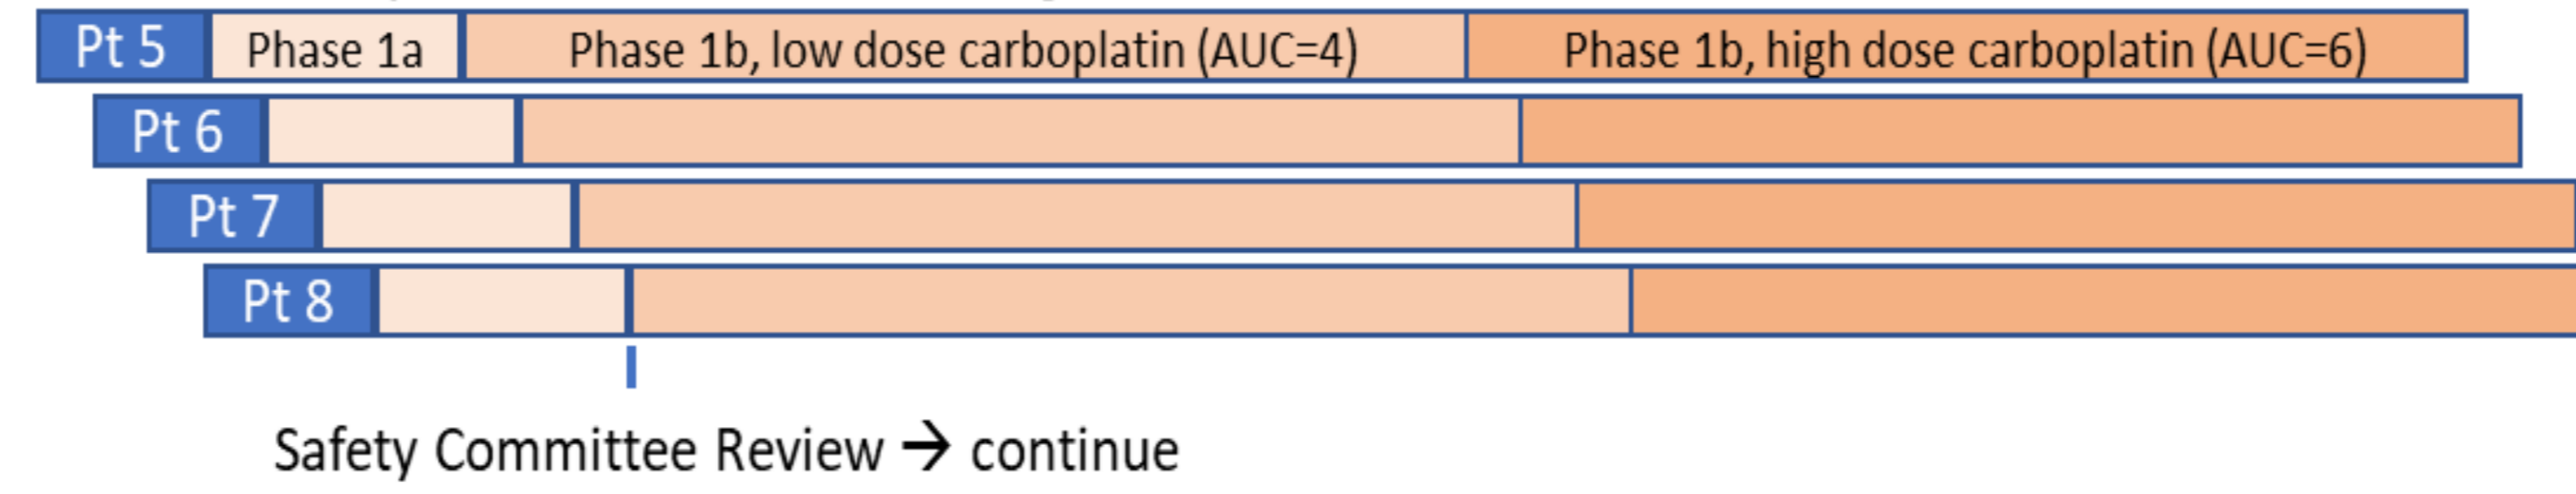 Pt 5 Phase 1a Phase 1b, low dose carboplatin (AUC=4) Phase 1b, high dose carboplatin (AUC=6)
Pt 6
Pt 7
Pt 8
Safety Committee Review → continue